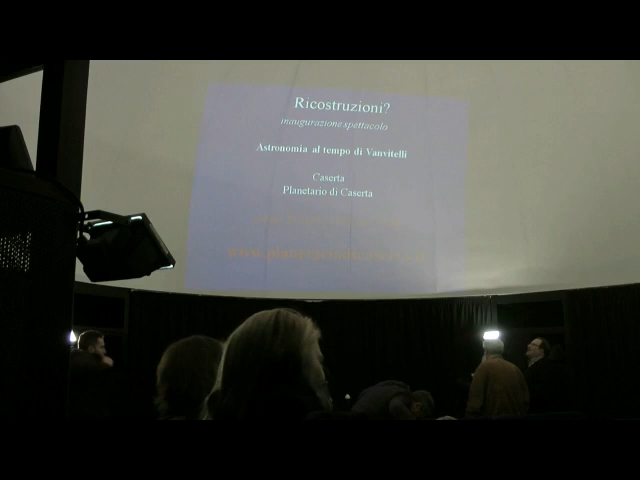 Ricostruzioni?
inaugurazione spettacolo
Astronomia al tempo di Vanvitelli
Caserta
Planetario di Caserta